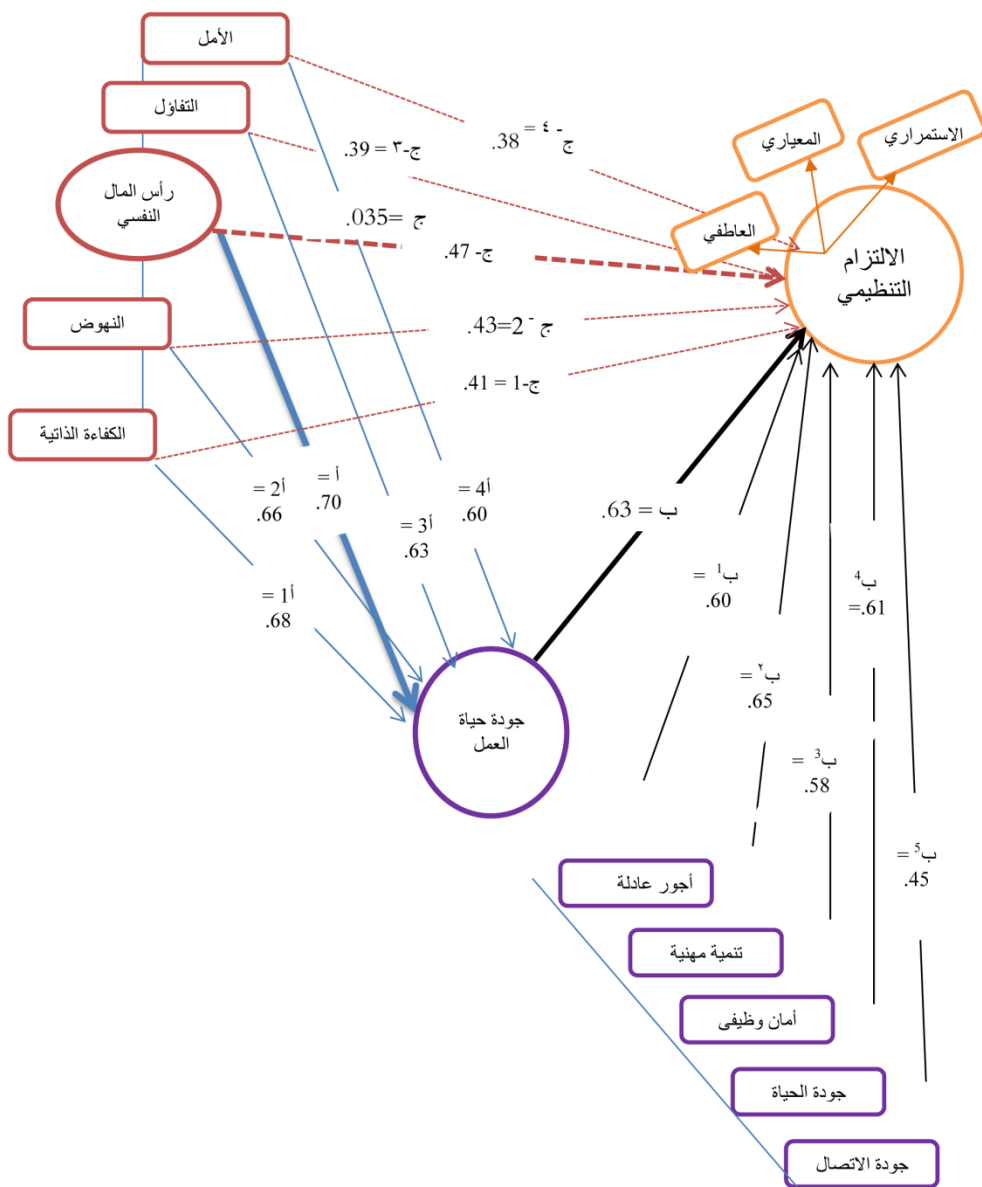 الأمل
التفاؤل
رأس المال
النفسي
النهوض
الكفاءة الذاتية
ج- ٤ = 38.
ج-٣ = 39.
ج = 035.
ج- 47.
ج - 2=43.
ج-1 = 41.
المعياري
الاستمراري
العاطفي
الالتزام
التنظيمي
أ2 =
66.
أ =
70.
أ3 =
63.
أ4 =
60.
أ1 =
68.
ب = 63.
ب1 =
60.
ب٢ =
65.
ب3 =
58.
ب4
=61.
ب5 =
45.
جودة حياة
العمل
أجور عادلة
تنمية مهنية
أمان وظيفى
جودة الحياة
جودة الاتصال